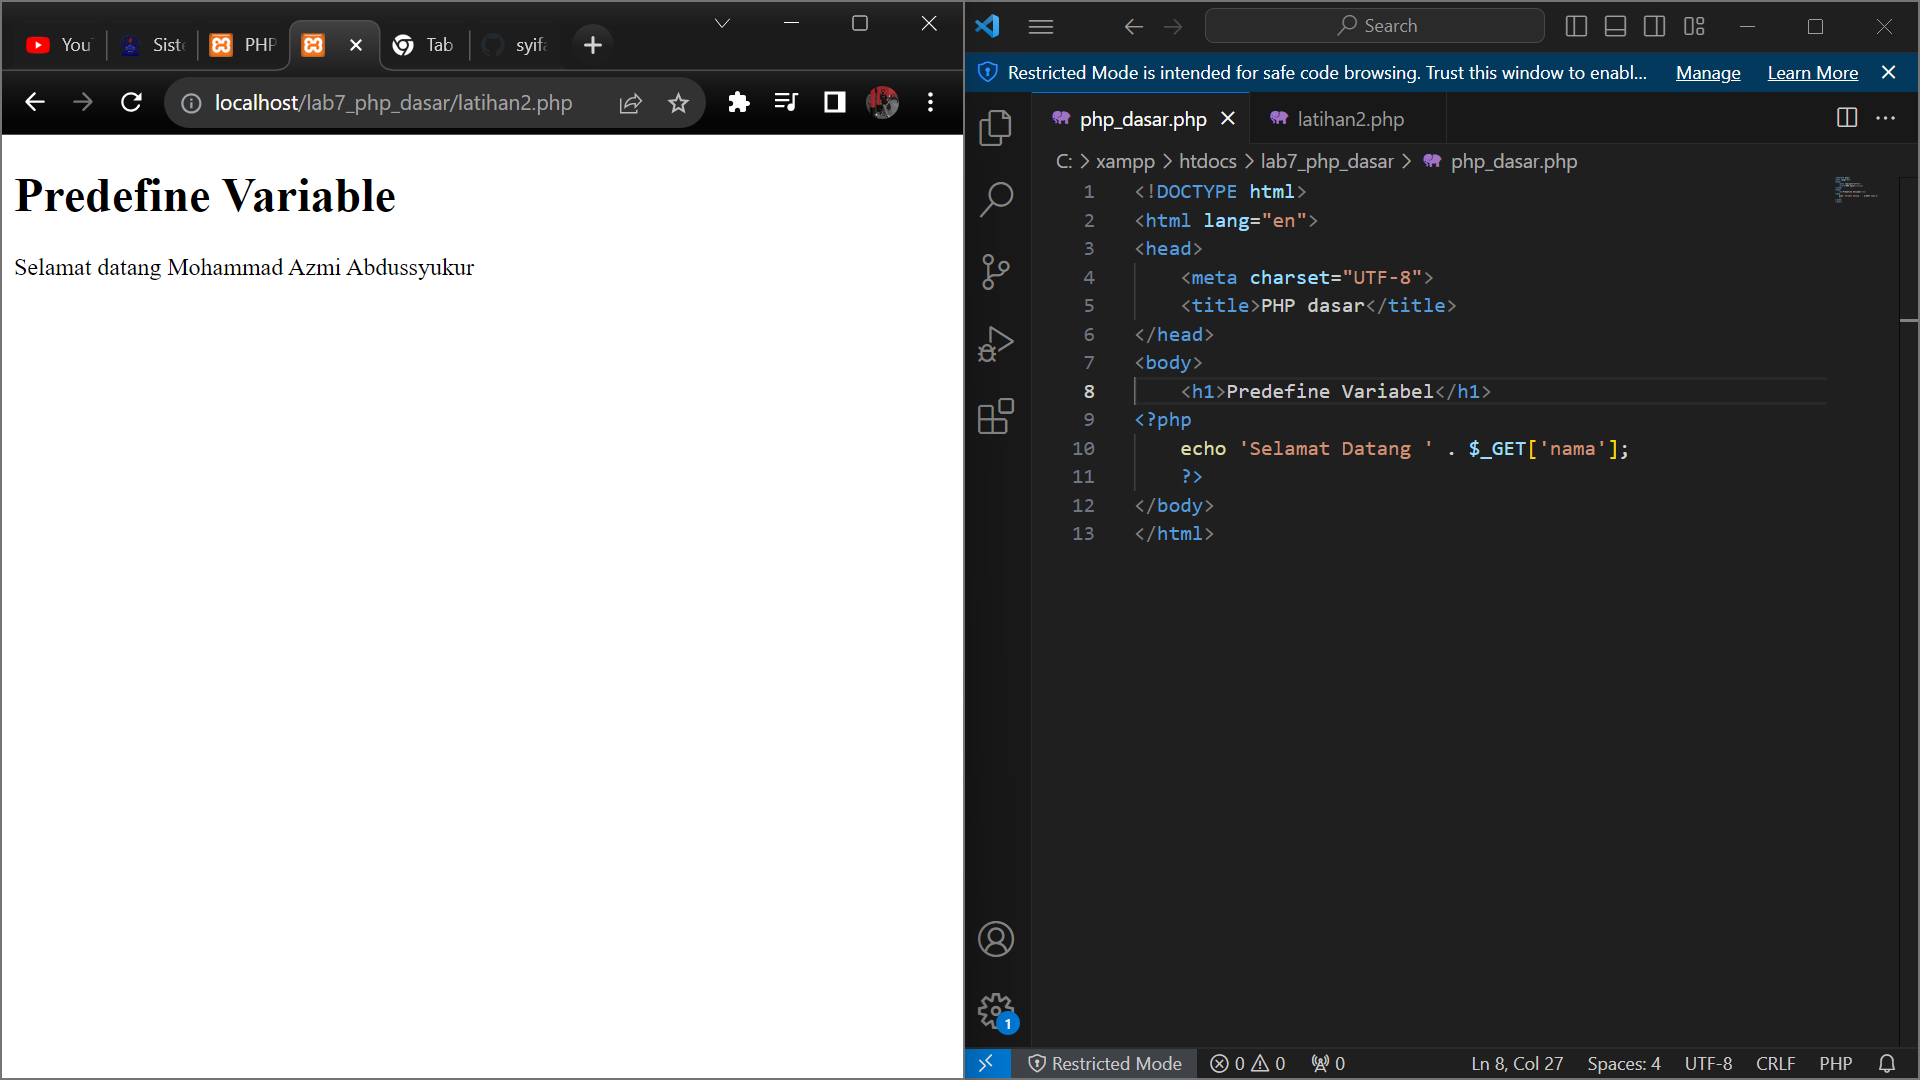 You
Siste
PHP
Tab
syifa
localhost/lab7_php_dasar/latihan2.php
Predefine Variable
Selamat datang Mohammad Azmi Abdussyukur
Search
Restricted Mode is intended for safe code browsing. Trust this window to enabl... Manage Learn More
php_dasar.php
latihan2.php
C: > xampp > htdocs > lab7_php_dasar > php_dasar.php
1 <!DOCTYPE html>
2 <html lang="en">
3 <head>
4 <meta charset="UTF-8">
5 <title>PHP dasar</title>
6 </head>
7 <body>
8 <h1>Predefine Variabel</h1>
9 <?php
10 echo 'Selamat Datang ' . $_GET['nama'];
11 ?>
12 </body>
13 </html>
1
Restricted Mode 0 0 0 Ln 8, Col 27 Spaces: 4 UTF-8 CRLF PHP